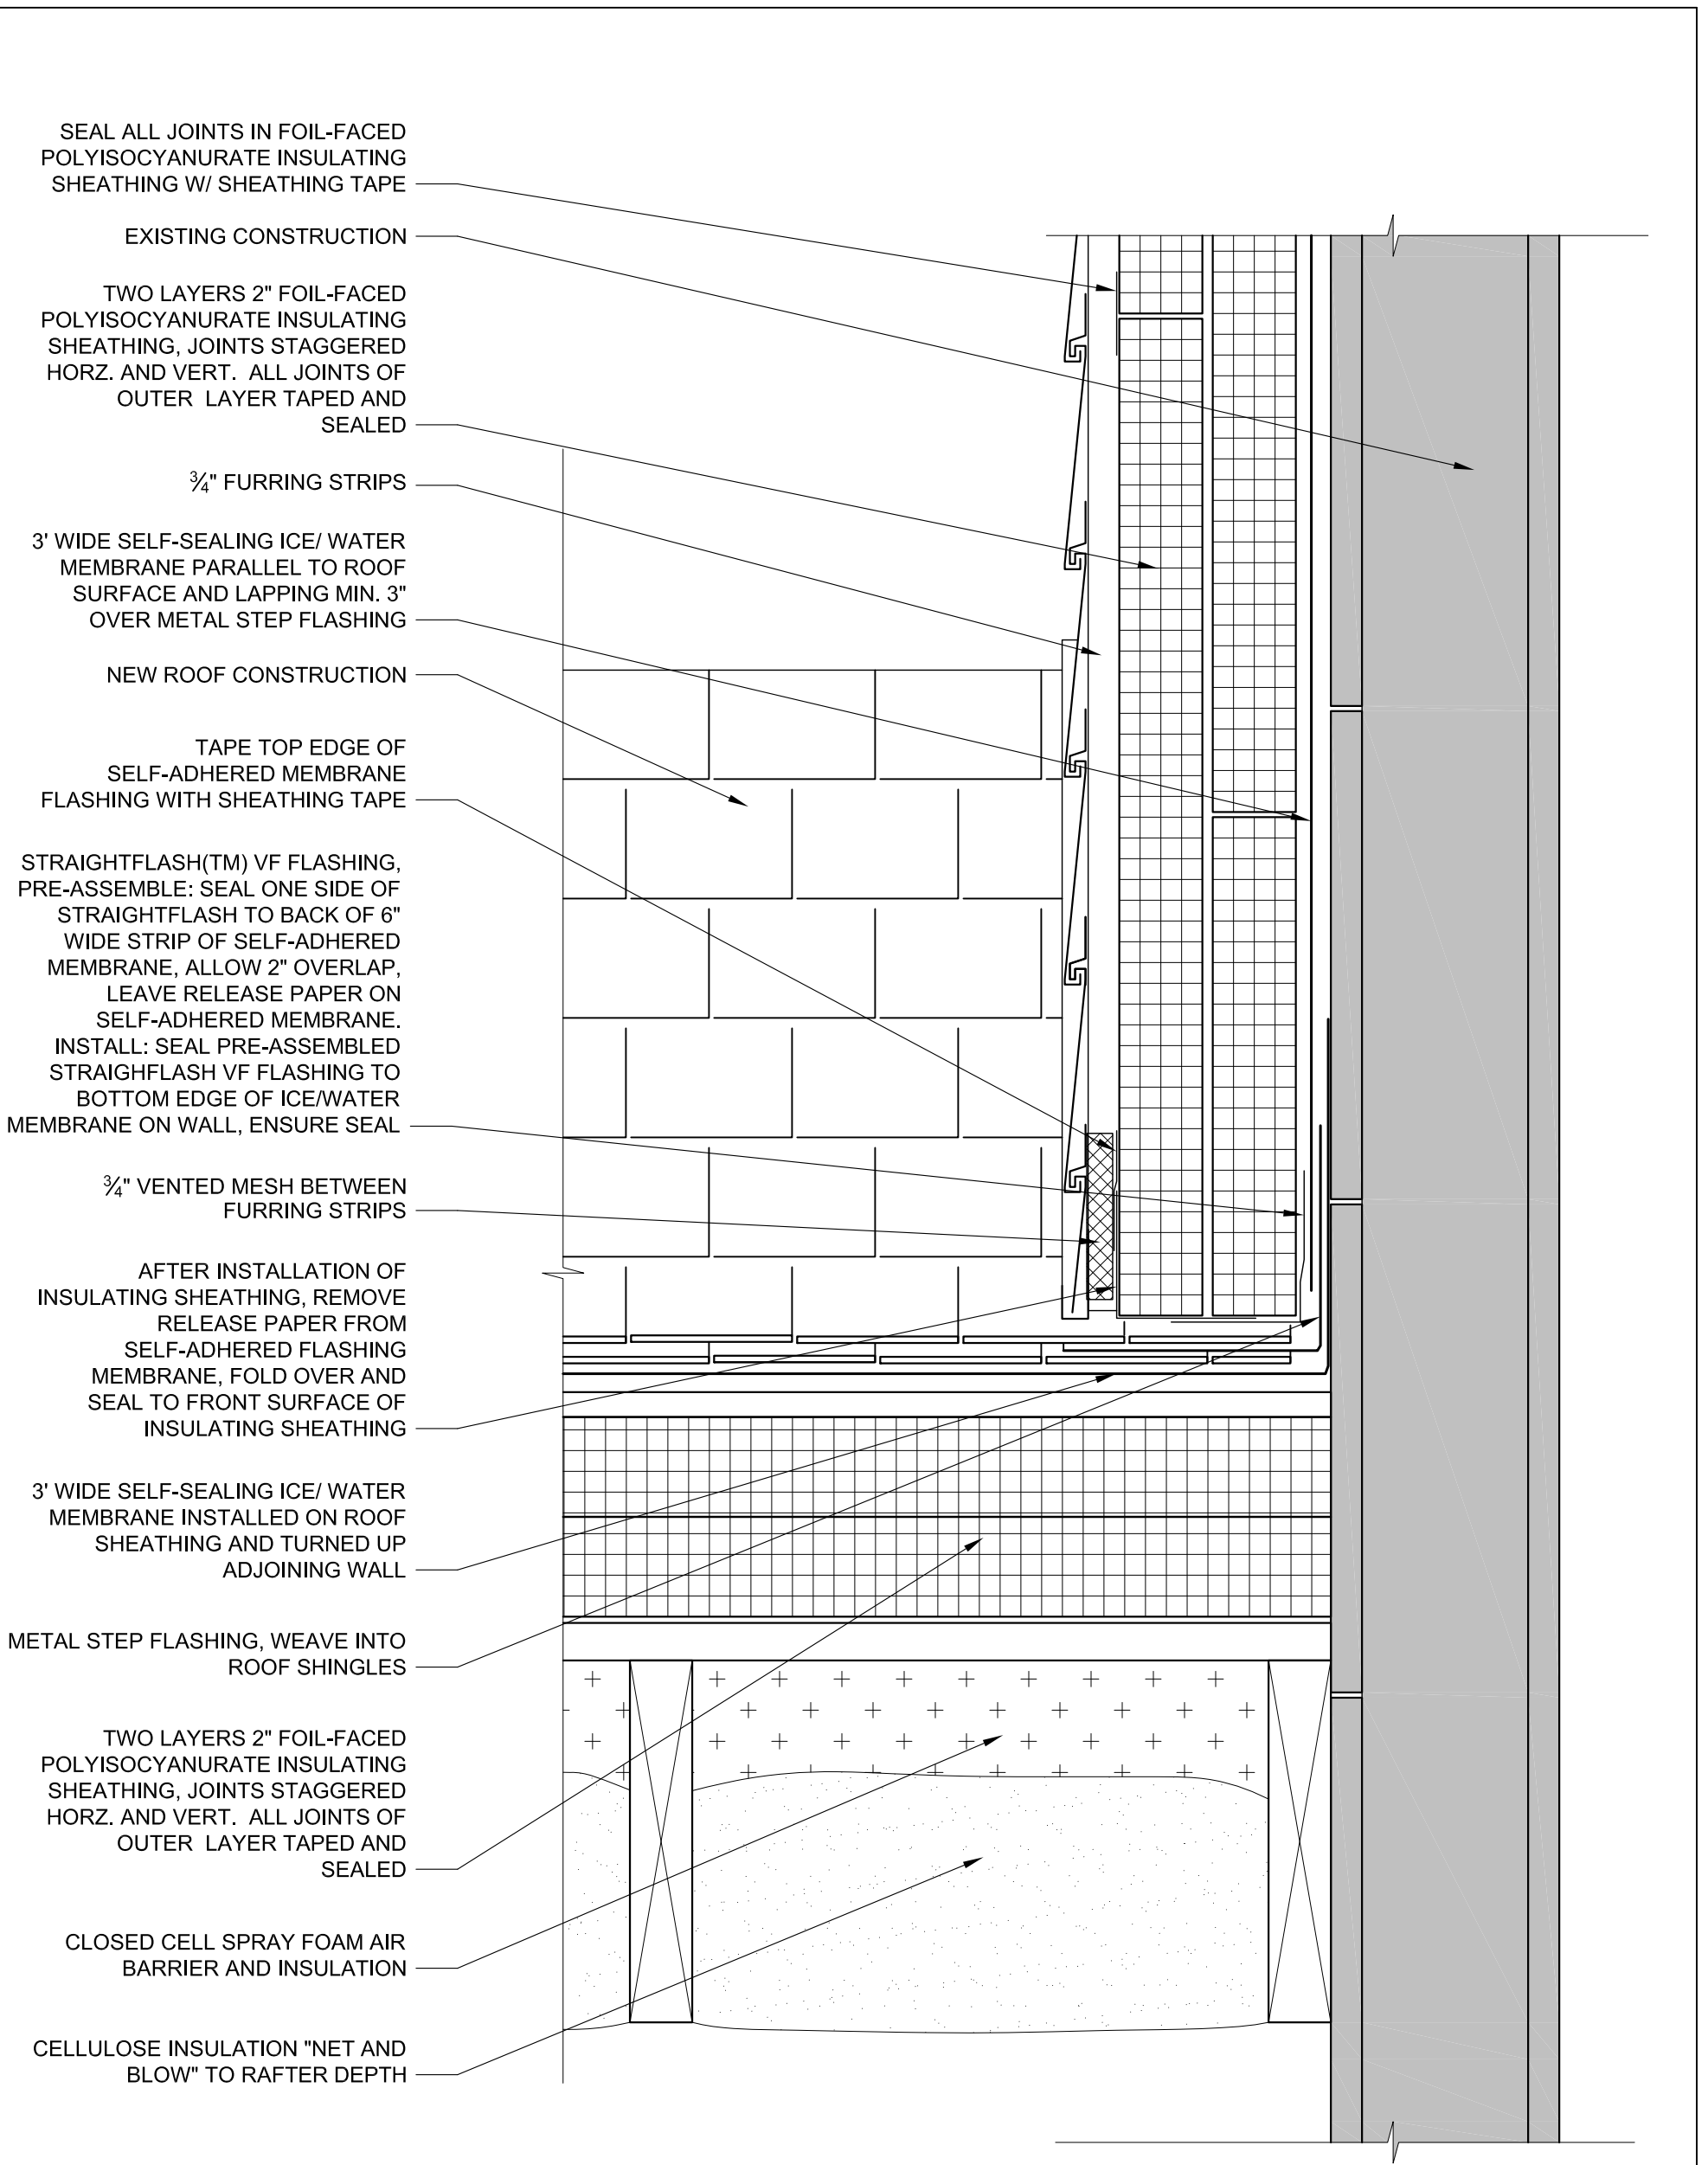 SEAL ALL JOINTS IN FOIL-FACED
POLYISOCYANURATE INSULATING
SHEATHING W/ SHEATHING TAPE
EXISTING CONSTRUCTION
TWO LAYERS 2" FOIL-FACED
POLYISOCYANURATE INSULATING
SHEATHING, JOINTS STAGGERED
HORZ. AND VERT. ALL JOINTS OF
OUTER LAYER TAPED AND
SEALED
¾" FURRING STRIPS
3' WIDE SELF-SEALING ICE/ WATER
MEMBRANE PARALLEL TO ROOF
SURFACE AND LAPPING MIN. 3"
OVER METAL STEP FLASHING
NEW ROOF CONSTRUCTION
TAPE TOP EDGE OF
SELF-ADHERED MEMBRANE
FLASHING WITH SHEATHING TAPE
STRAIGHTFLASH(TM) VF FLASHING,
PRE-ASSEMBLE: SEAL ONE SIDE OF
STRAIGHTFLASH TO BACK OF 6"
WIDE STRIP OF SELF-ADHERED
MEMBRANE, ALLOW 2" OVERLAP,
LEAVE RELEASE PAPER ON
SELF-ADHERED MEMBRANE.
INSTALL: SEAL PRE-ASSEMBLED
STRAIGHFLASH VF FLASHING TO
BOTTOM EDGE OF ICE/WATER
MEMBRANE ON WALL, ENSURE SEAL
¾" VENTED MESH BETWEEN
FURRING STRIPS
AFTER INSTALLATION OF
INSULATING SHEATHING, REMOVE
RELEASE PAPER FROM
SELF-ADHERED FLASHING
MEMBRANE, FOLD OVER AND
SEAL TO FRONT SURFACE OF
INSULATING SHEATHING
3' WIDE SELF-SEALING ICE/ WATER
MEMBRANE INSTALLED ON ROOF
SHEATHING AND TURNED UP
ADJOINING WALL
METAL STEP FLASHING, WEAVE INTO
ROOF SHINGLES
TWO LAYERS 2" FOIL-FACED
POLYISOCYANURATE INSULATING
SHEATHING, JOINTS STAGGERED
HORZ. AND VERT. ALL JOINTS OF
OUTER LAYER TAPED AND
SEALED
CLOSED CELL SPRAY FOAM AIR
BARRIER AND INSULATION
CELLULOSE INSULATION "NET AND
BLOW" TO RAFTER DEPTH